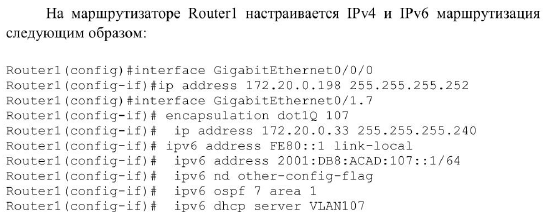 На маршрутизаторе Router1 настраивается IPv4 и IPv6 маршрутизация
следующим образом:
Router1(config)#interface GigabitEthernet0/0/0
Router1(config-if)#ip address 172.20.0.198 255.255.255.252
Router1(config)#interface GigabitEthernet0/1.7
Router1(config-if)# encapsulation dot1Q 107
Router1(config-if)#  ip address 172.20.0.33 255.255.255.240
Router1(config-if)# ipv6 address FE80::1 link-local
Router1(config-if)#  ipv6 address 2001:DB8:ACAD:107::1/64
Router1(config-if)#  ipv6 nd other-config-flag
Router1(config-if)#  ipv6 ospf 7 area 1
Router1(config-if)#  ipv6 dhcp server VLAN107